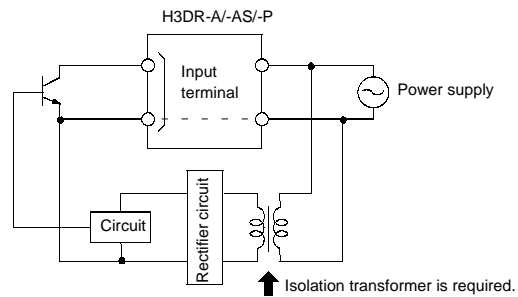 H3DR-A/-AS/-P
Input
terminal
Power supply
Circuit
Rectifier circuit
Isolation transformer is required.